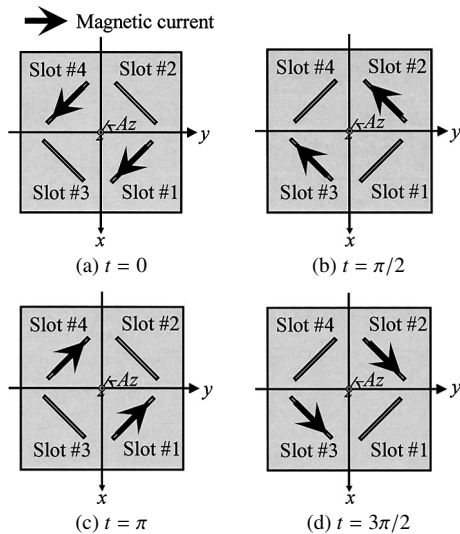 Magnetic current
Slot #4 Slot #2
Az
z
y
Slot #3 Slot #1
x
(a) t = 0
Slot #4 Slot #2
Az
z
y
Slot #3 Slot #1
x
(b) t = π/2
Slot #4 Slot #2
Az
z
y
Slot #3 Slot #1
x
(c) t = π
Slot #4 Slot #2
Az
z
y
Slot #3 Slot #1
x
(d) t = 3π/2